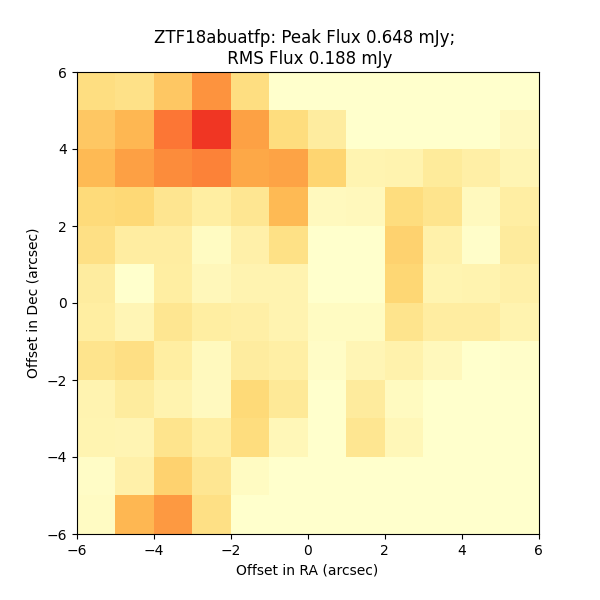 ZTF18abuatfp: Peak Flux 0.648 mJy;
RMS Flux 0.188 mJy
6
4
2
0
−2
−4
−6
Offset in Dec (arcsec)
−6 −4 −2 0 2 4 6
Offset in RA (arcsec)